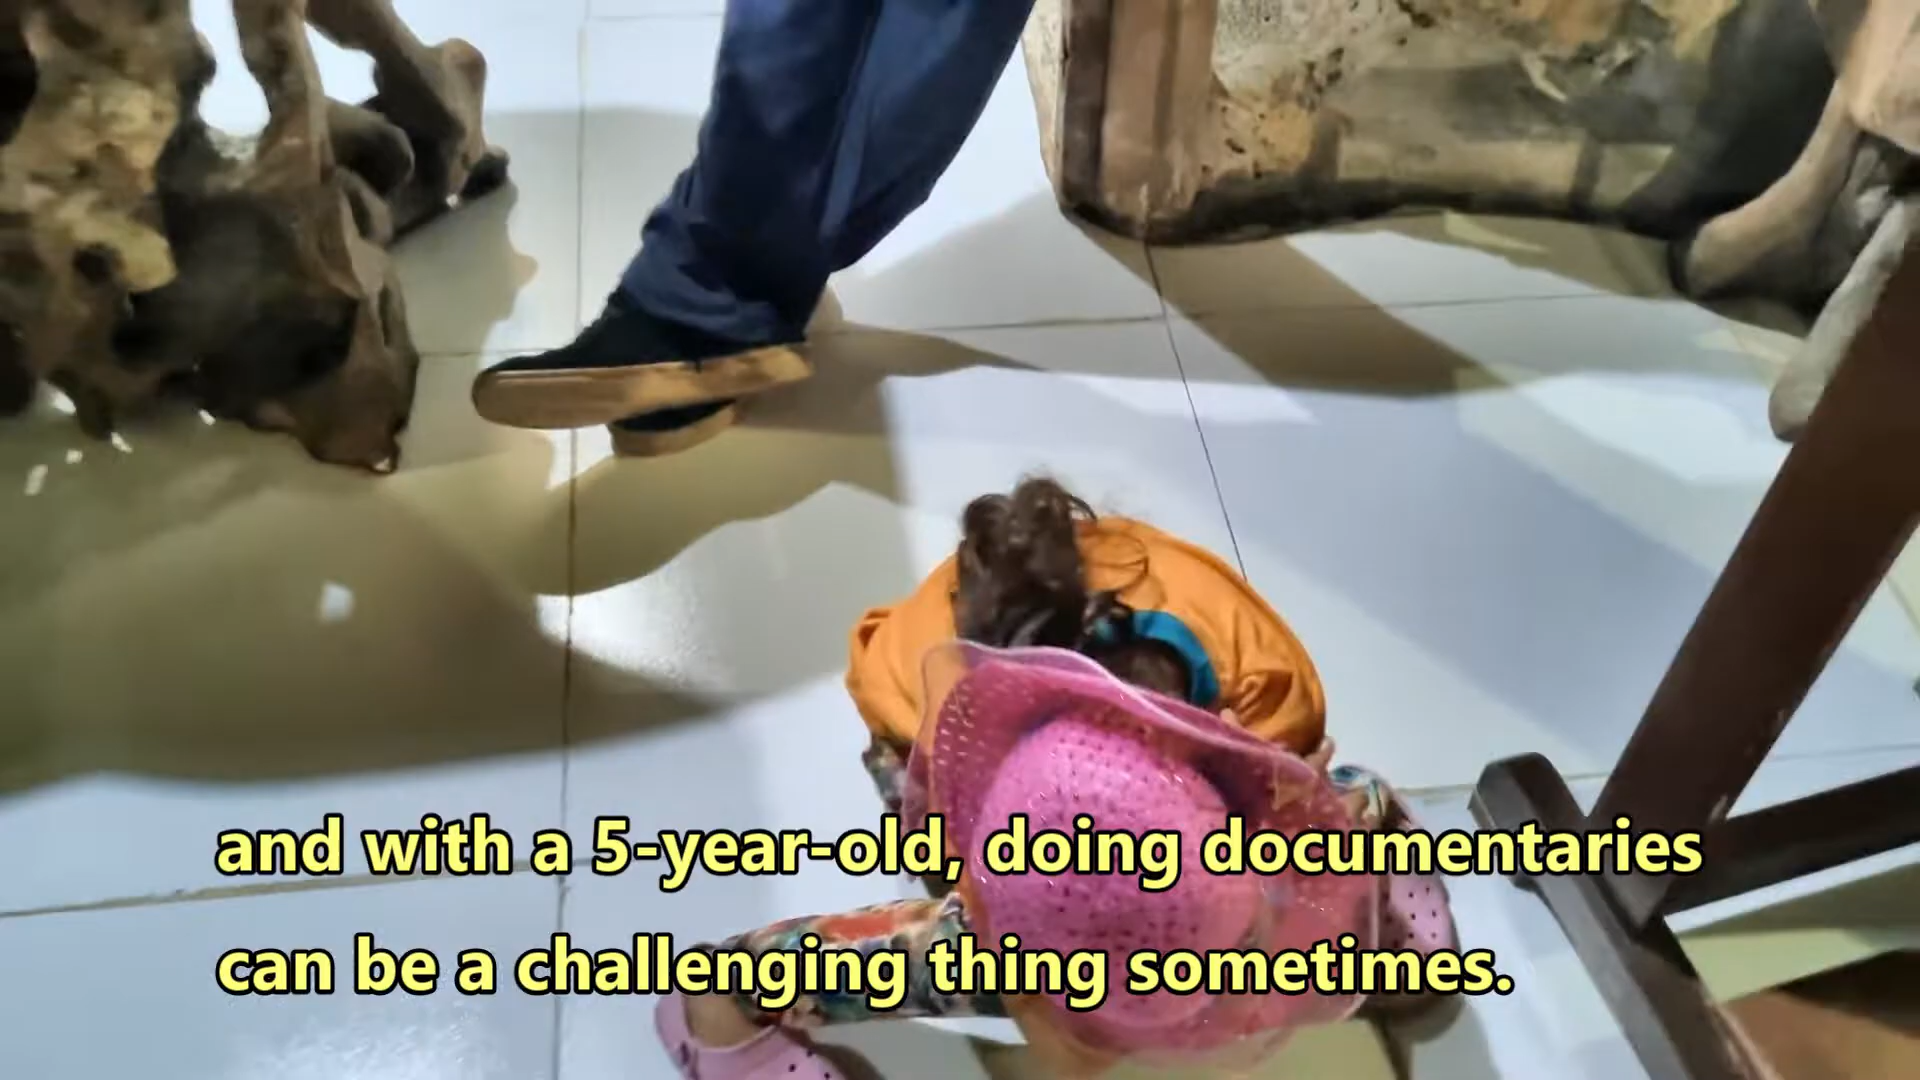 and with a 5-year-old, doing documentaries
can be a challenging thing sometimes.